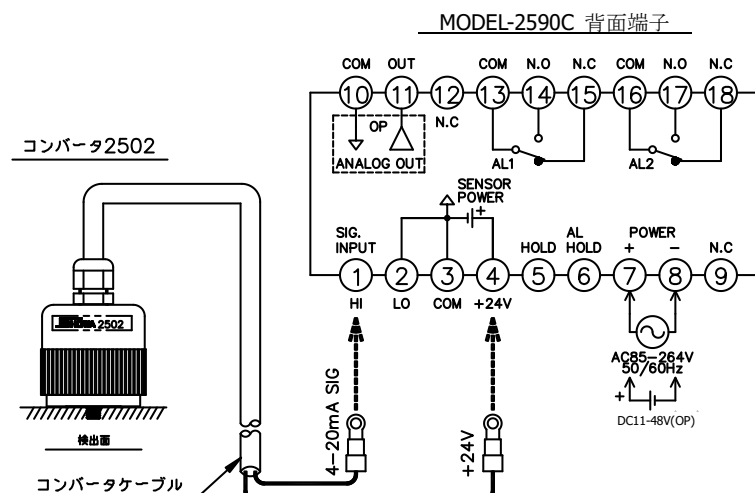 MODEL-2590C 背面端子
COM OUT COM N.O N.C COM N.O N.C
10 11 12 13 14 15 16 17 18
N.C
OP
ANALOG OUT
AL1
AL2
コンバータ2502
SENSOR
POWER
+
SIG.
INPUT
HOLD
AL
HOLD
POWER
+ − N.C
1 2 3 4 5 6 7 8 9
HI LO COM +24V
2502
AC85−264V
50/60Hz
+
DC11-48V(OP)
検出面
4−20mA SIG
+24V
コンバータケーブル